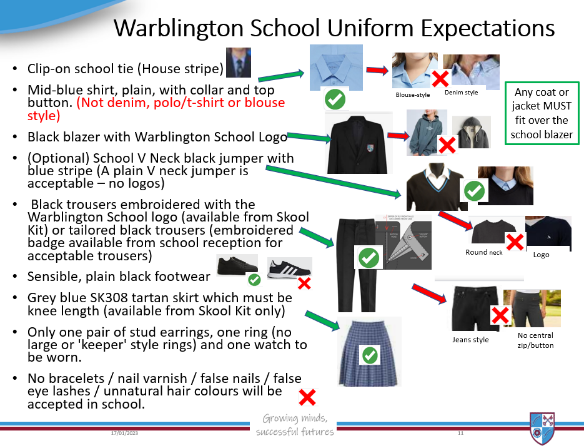 Warblington School Uniform Expectations
• Clip-on school tie (House stripe)
• Mid-blue shirt, plain, with collar and top
button. (Not denim, polo/t-shirt or blouse
style)
• Black blazer with Warblington School Logo
• (Optional) School V Neck black jumper with
blue stripe (A plain V neck jumper is
acceptable – no logos)
• Black trousers embroidered with the
Warblington School logo (available from Skool
Kit) or tailored black trousers (embroidered
badge available from school reception for
acceptable trousers)
• Sensible, plain black footwear
• Grey blue SK308 tartan skirt which must be
knee length (available from Skool Kit only)
• Only one pair of stud earrings, one ring (no
large or 'keeper' style rings) and one watch to
be worn.
• No bracelets / nail varnish / false nails / false
eye lashes / unnatural hair colours will be
accepted in school.
Blouse-style
Denim style
Any coat or
jacket MUST
fit over the
school blazer
Round neck
Logo
Jeans style
No central
zip/button
17/01/2023
Growing minds,
successful futures
11